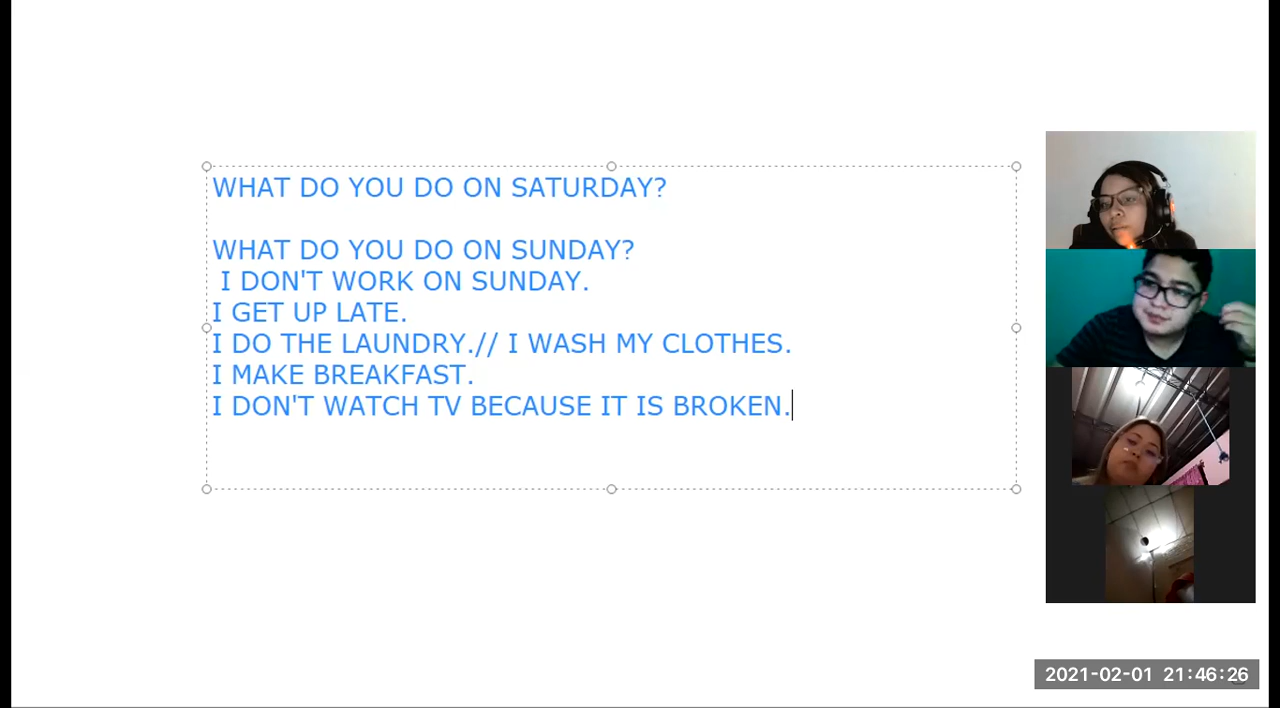 WHAT DO YOU DO ON SATURDAY?
WHAT DO YOU DO ON SUNDAY?
I DON'T WORK ON SUNDAY.
I GET UP LATE.
I DO THE LAUNDRY.// I WASH MY CLOTHES.
I MAKE BREAKFAST.
I DON'T WATCH TV BECAUSE IT IS BROKEN.
2021-02-01 21:46:26